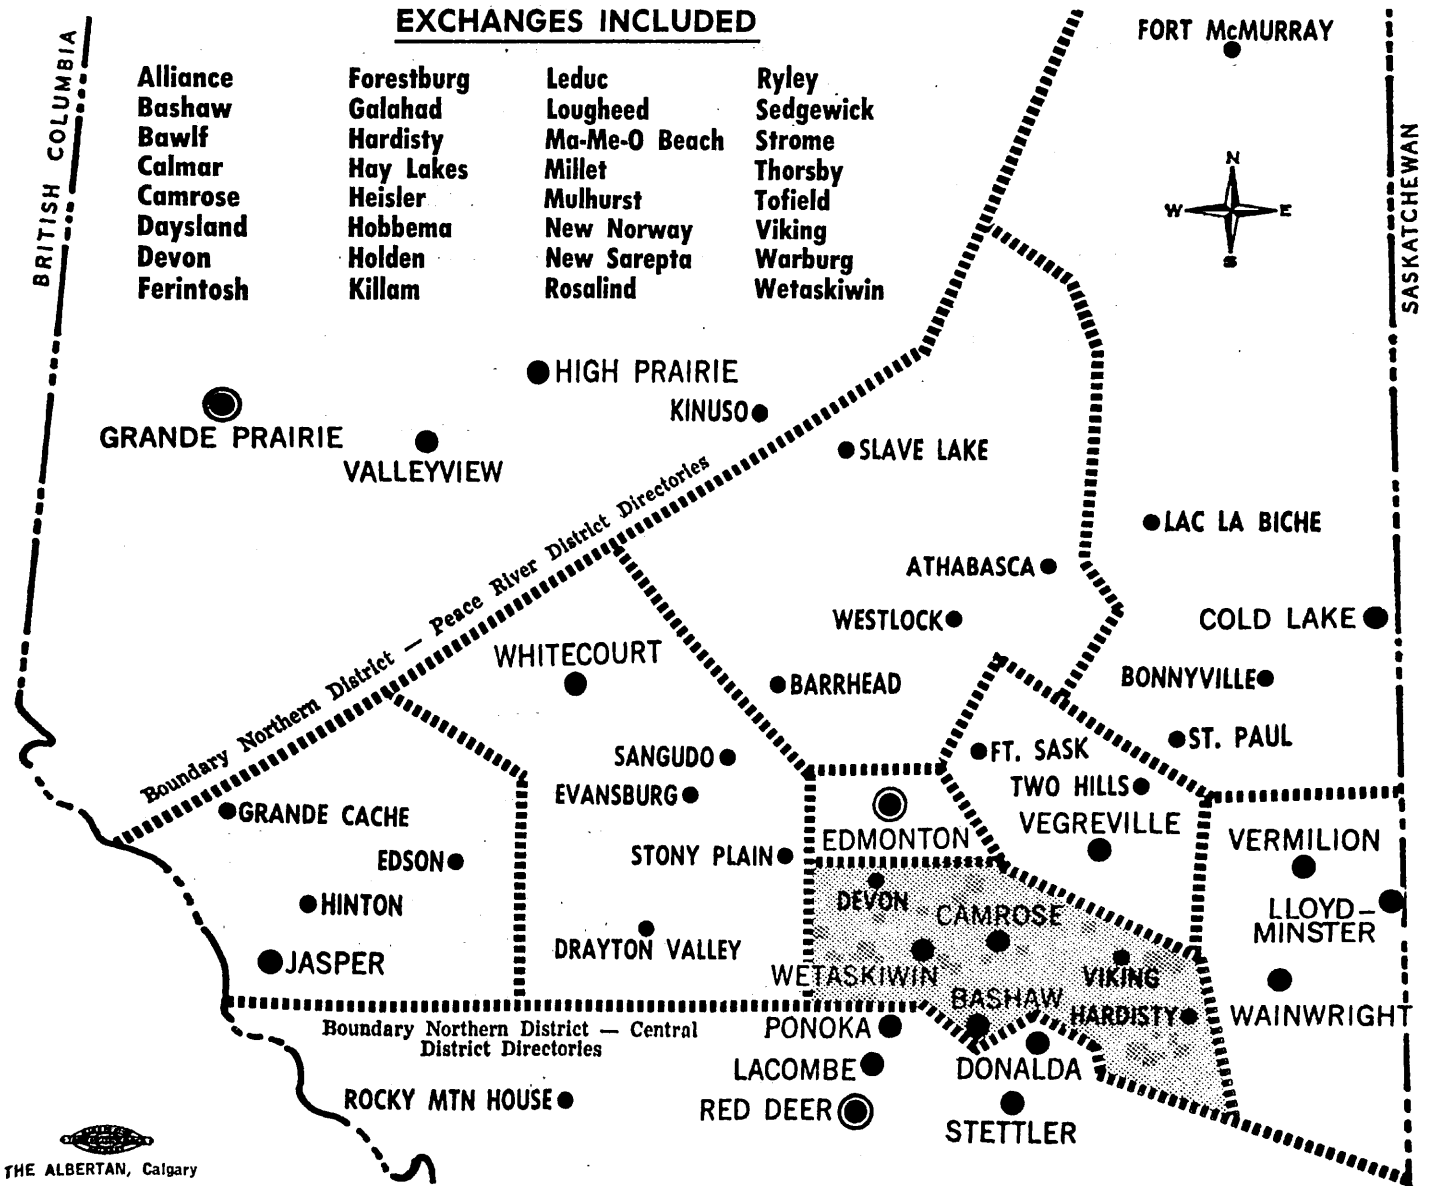 EXCHANGES INCLUDED
Alliance
Bashaw
Bawlf
Calmar
Camrose
Daysland
Devon
Ferintosh
Forestburg
Galahad
Hardisty
Hay Lakes
Heisler
Hobbema
Holden
Killam
Leduc
Lougheed
Ma-Me-O Beach
Millet
Mulhurst
New Norway
New Sarepta
Rosalind
Ryley
Sedgewick
Strome
Thorsby
Tofield
Viking
Warburg
Wetaskiwin
BRITISH COLUMBIA
FORT McMURRAY
N
W E
S
SASKATCHEWAN
HIGH PRAIRIE
KINUSO
GRANDE PRAIRIE
VALLEYVIEW
SLAVE LAKE
Boundary Northern District — Peace River District Directories
LAC LA BICHE
ATHABASCA
WESTLOCK
COLD LAKE
WHITECOURT
BARRHEAD
BONNYVILLE
ST. PAUL
SANGUDO
FT. SASK
EVANSBURG
TWO HILLS
GRANDE CACHE
EDMONTON
VEGREVILLE
VERMILION
EDSON
STONY PLAIN
HINTON
DEVON
CAMROSE
LLOYD–
MINSTER
DRAYTON VALLEY
JASPER
WETASKIWIN
VIKING
BASHAW
HARDISTY
WAINWRIGHT
Boundary Northern District — Central
District Directories
PONOKA
LACOMBE
DONALDA
ROCKY MTN HOUSE
RED DEER
STETTLER
THE ALBERTAN, Calgary